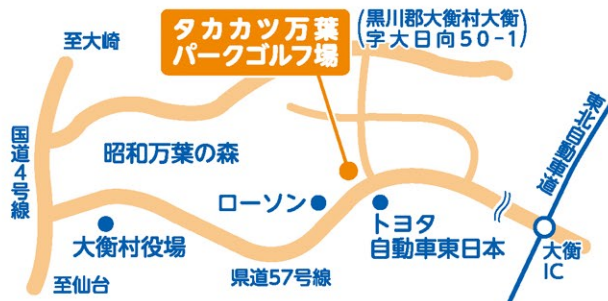 タカカツ万葉
パークゴルフ場
(黒川郡大衡村大衡
字大日向50-1)
至大崎
国道4号線
昭和万葉の森
東北自動車道
ローソン
トヨタ
自動車東日本
大衡村役場
大衡
IC
県道57号線
至仙台